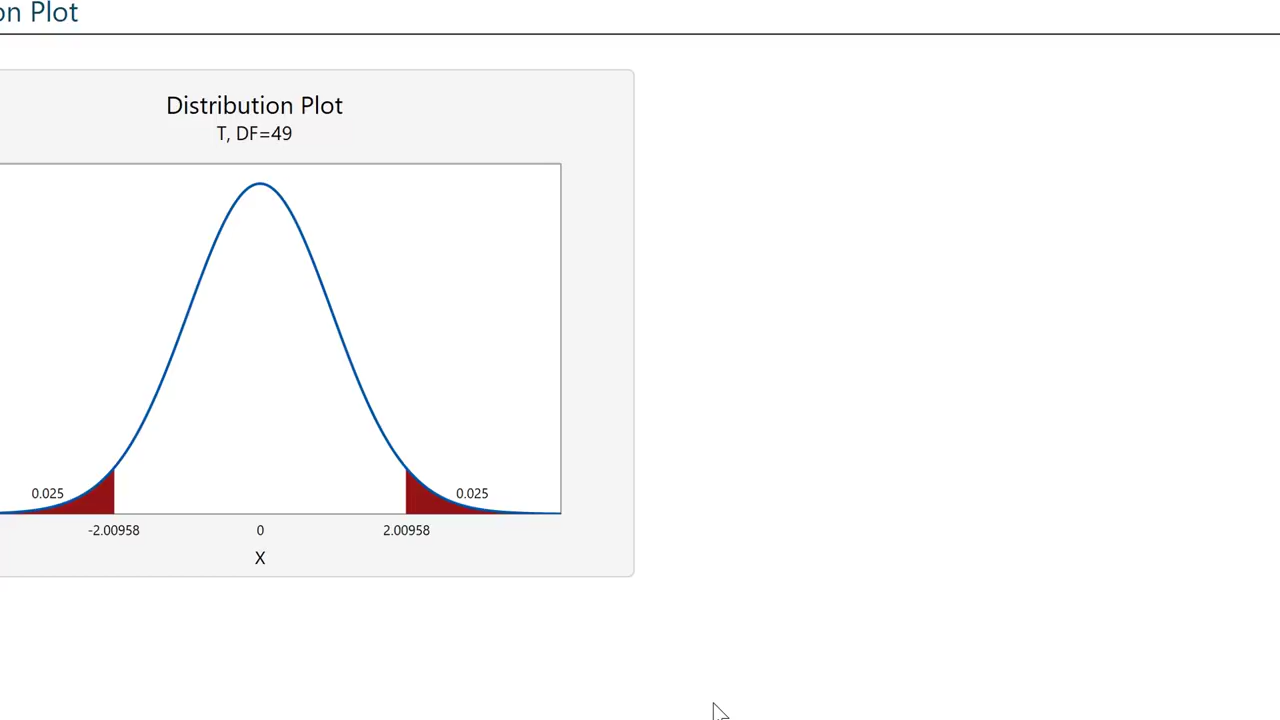 on Plot
Distribution Plot
T, DF=49
0.025 0.025
-2.00958 0 2.00958
X